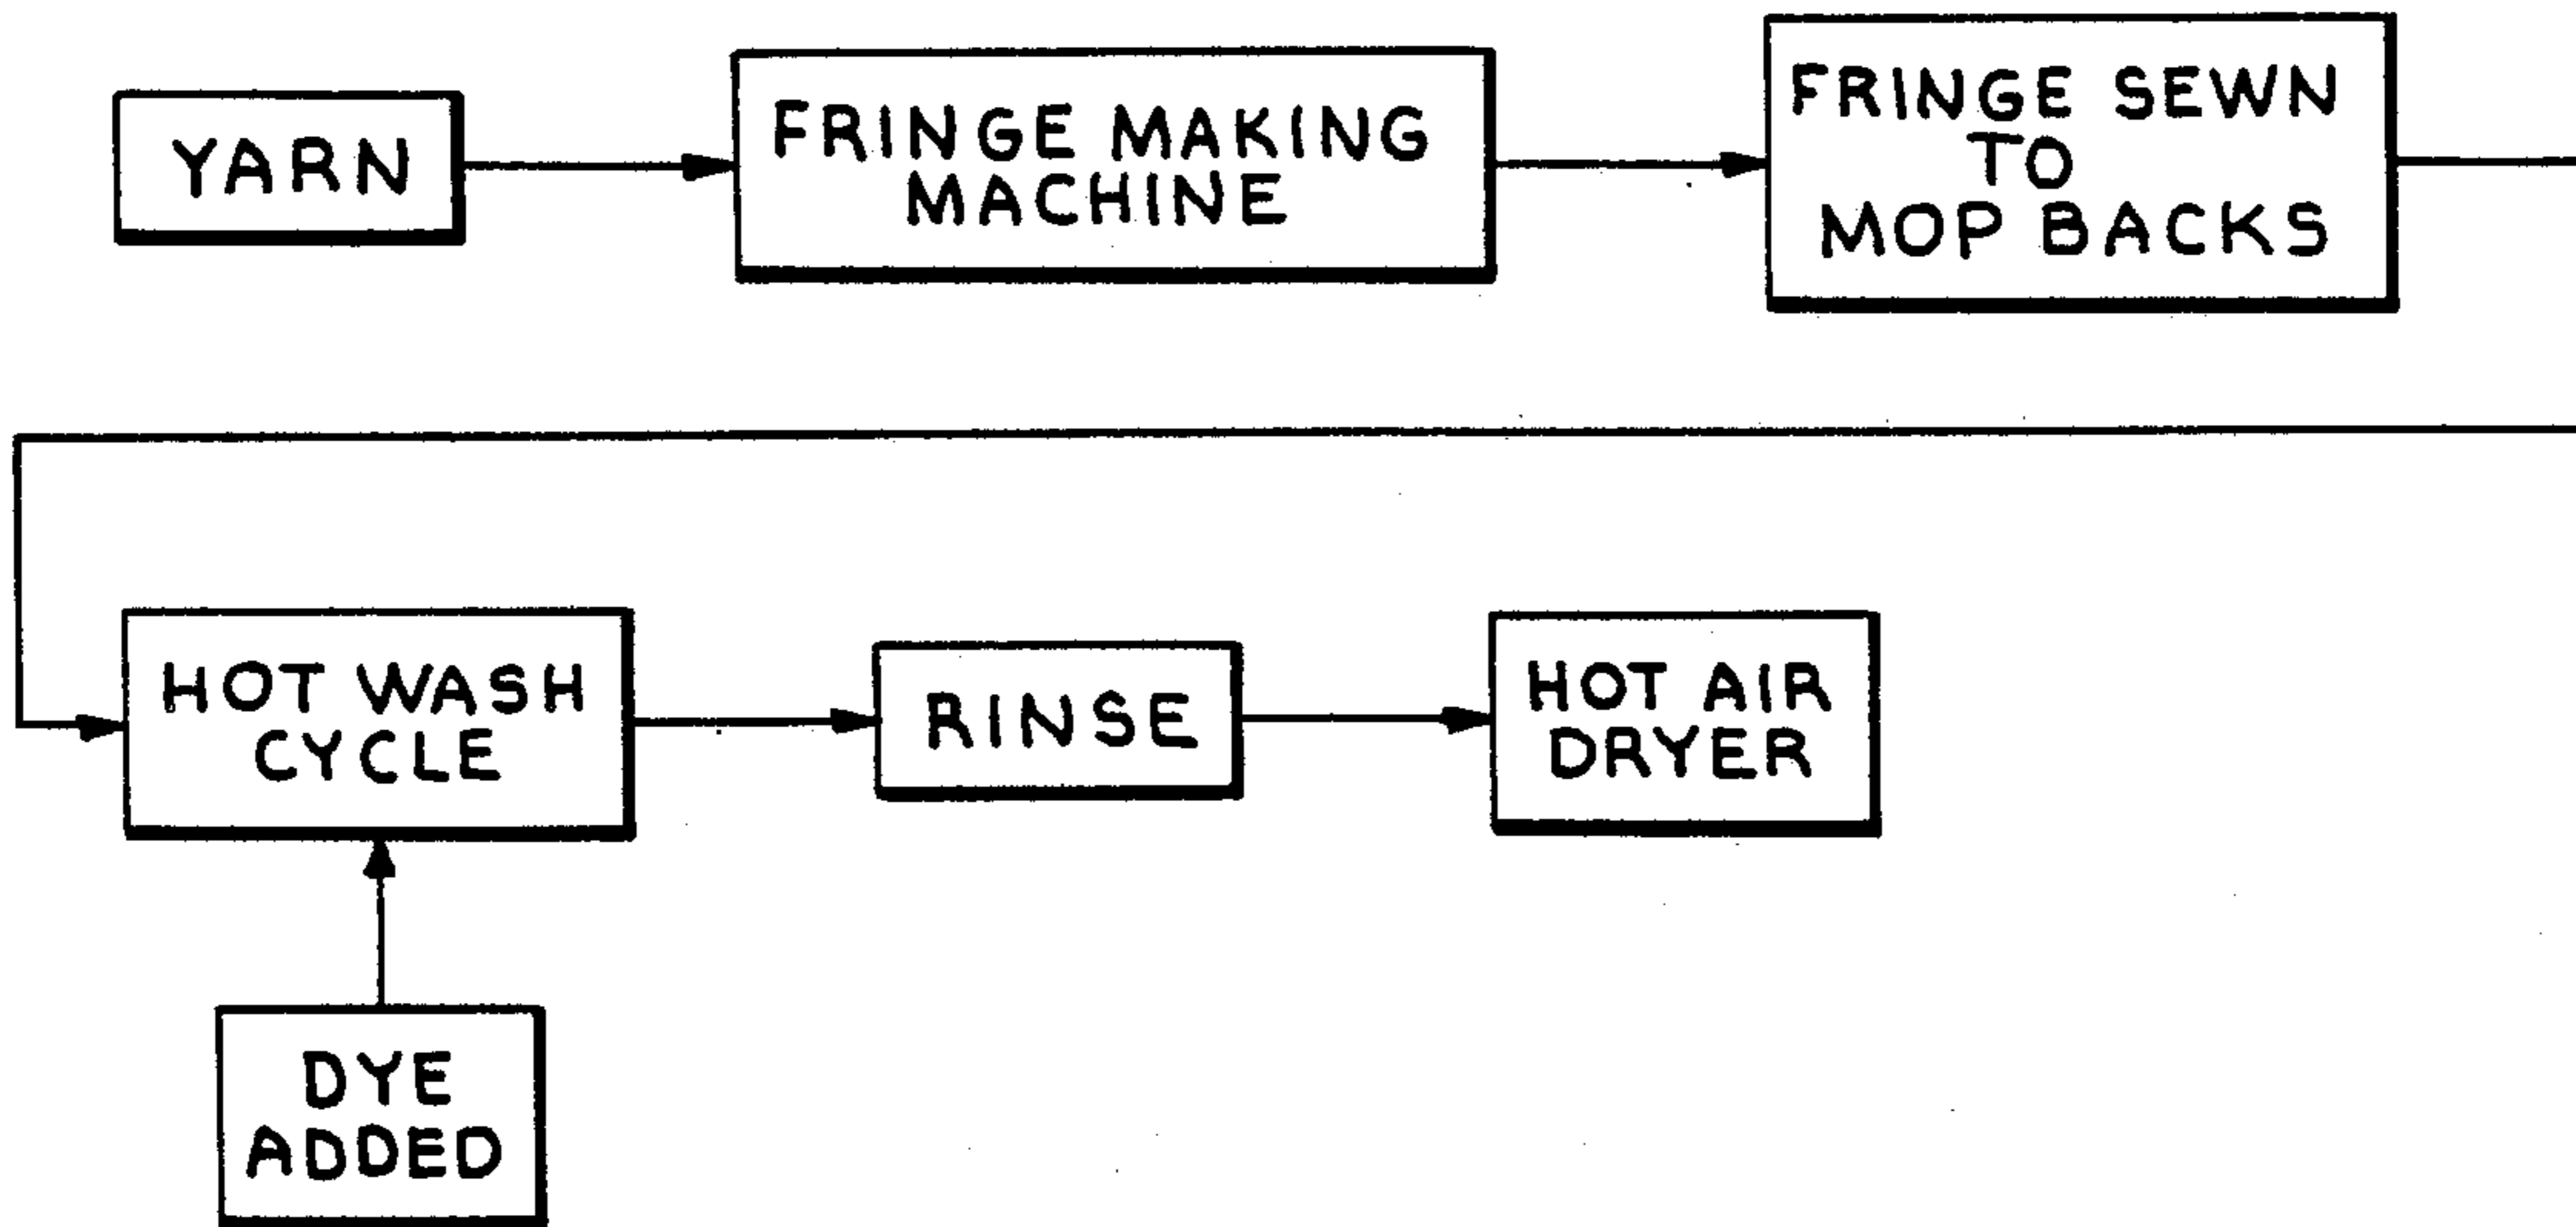 YARN
FRINGE MAKING
MACHINE
FRINGE SEWN
TO
MOP BACKS
HOT WASH
CYCLE
RINSE
HOT AIR
DRYER
DYE
ADDED